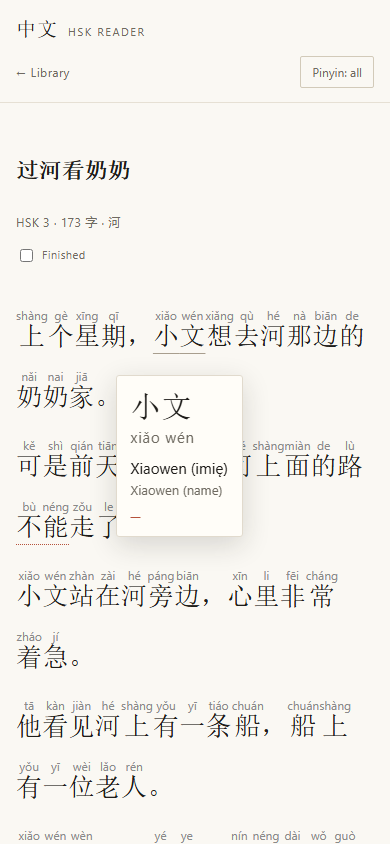 中文 HSK READER
← Library
Pinyin: all
过河看奶奶
HSK 3 · 173 字 · 河
Finished
shàng gè xīng qī xiǎo wén xiǎng qù hé nà biān de
上个星期，小文想去河那边的
nǎi nai jiā
奶奶家。
小文
xiǎo wén
Xiaowen (imię)
Xiaowen (name)
—
kě shì qián tiān shàng miàn de lù
可是前天 上面的路
bù néng zǒu le
不能走了
xiǎo wén zhàn zài hé páng biān xīn li fēi cháng
小文站在河旁边，心里非常
zháo jí
着急。
tā kàn jiàn hé shàng yǒu yī tiáo chuán chuán shàng
他看见河上有一条船，船上
yǒu yī wèi lǎo rén
有一位老人。
xiǎo wén wèn yé ye nín néng dài wǒ guò